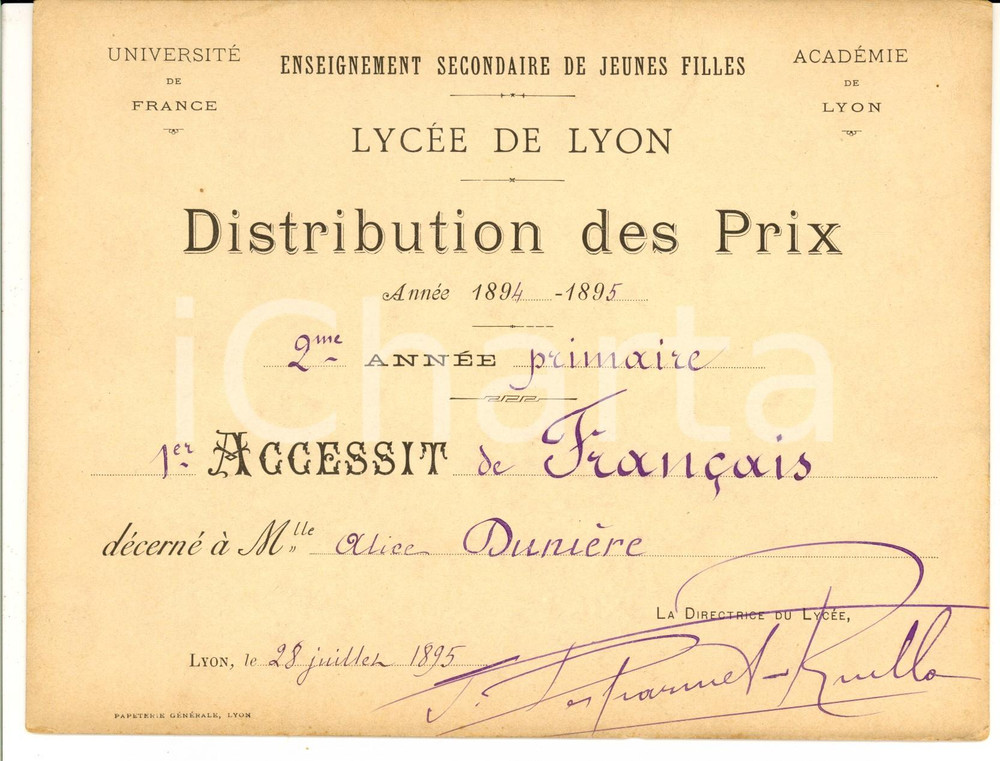 UNIVERSITÉ
DE
FRANCE
ENSEIGNEMENT SECONDAIRE DE JEUNES FILLES
ACADÉMIE
DE
LYON
LYCÉE DE LYON
Distribution des Prix
Année 1894 -1895
2me ANNÉE primaire
iCharta
1er ACCESSIT de Français
décerné à Mlle Alice Dunière
LA DIRECTRICE DU LYCÉE,
LYON, le 28 juillet 1895
PAPETERIE GÉNÉRALE, LYON